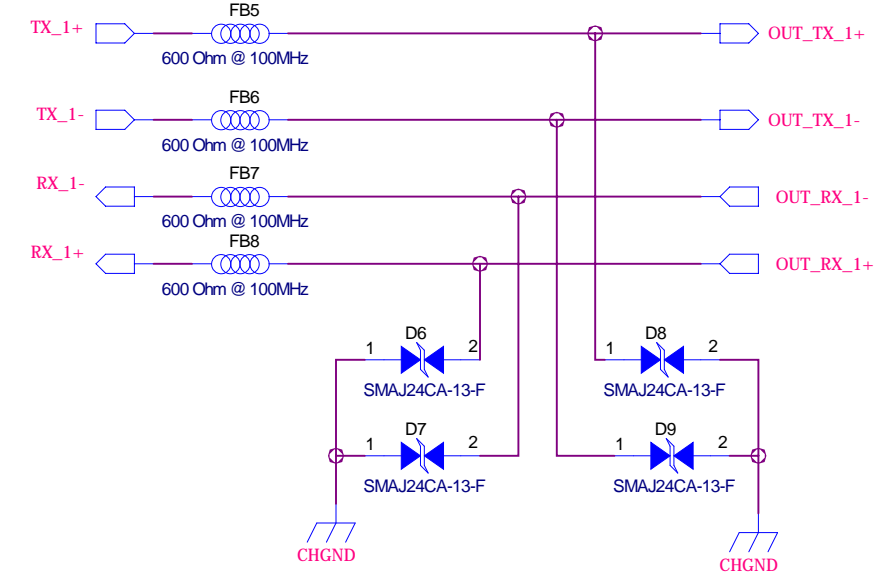 FB5
TX_1+
OUT_TX_1+
600 Ohm @ 100MHz
FB6
TX_1-
OUT_TX_1-
600 Ohm @ 100MHz
FB7
RX_1-
OUT_RX_1-
600 Ohm @ 100MHz
FB8
RX_1+
OUT_RX_1+
600 Ohm @ 100MHz
D6
1 2
SMAJ24CA-13-F
D8
1 2
SMAJ24CA-13-F
D7
1 2
SMAJ24CA-13-F
D9
1 2
SMAJ24CA-13-F
CHGND
CHGND